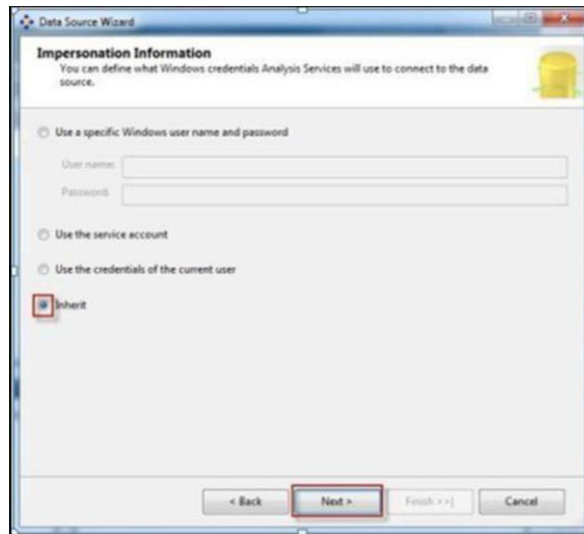 Data Source Wizard
Impersonation Information
You can define what Windows credentials Analysis Services will use to connect to the data
source.
Use a specific Windows user name and password
User name:
Password:
Use the service account
Use the credentials of the current user
Inherit
< Back
Next >
Finish >>|
Cancel